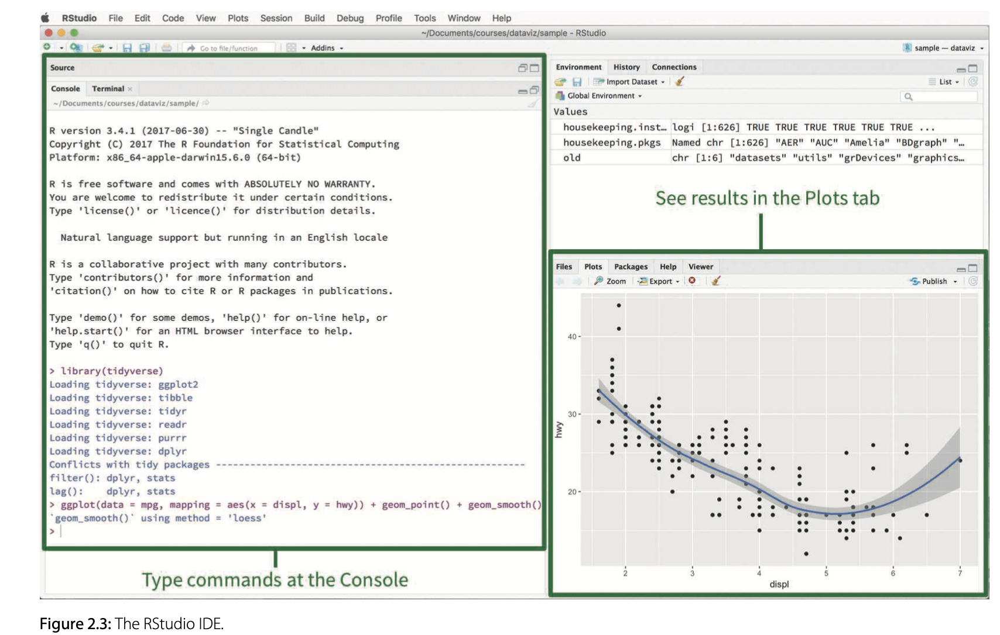 RStudio File Edit Code View Plots Session Build Debug Profile Tools Window Help
~/Documents/courses/dataviz/sample - RStudio
Go to file/function Addins
sample — dataviz
Source
Console Terminal ×
~/Documents/courses/dataviz/sample/
R version 3.4.1 (2017-06-30) -- "Single Candle"
Copyright (C) 2017 The R Foundation for Statistical Computing
Platform: x86_64-apple-darwin15.6.0 (64-bit)
R is free software and comes with ABSOLUTELY NO WARRANTY.
You are welcome to redistribute it under certain conditions.
Type 'license()' or 'licence()' for distribution details.
Natural language support but running in an English locale
R is a collaborative project with many contributors.
Type 'contributors()' for more information and
'citation()' on how to cite R or R packages in publications.
Type 'demo()' for some demos, 'help()' for on-line help, or
'help.start()' for an HTML browser interface to help.
Type 'q()' to quit R.
> library(tidyverse)
Loading tidyverse: ggplot2
Loading tidyverse: tibble
Loading tidyverse: tidyr
Loading tidyverse: readr
Loading tidyverse: purrr
Loading tidyverse: dplyr
Conflicts with tidy packages ------------------------------------------------------
filter(): dplyr, stats
lag():    dplyr, stats
> ggplot(data = mpg, mapping = aes(x = displ, y = hwy)) + geom_point() + geom_smooth()
`geom_smooth()` using method = 'loess'
>
Type commands at the Console
Environment History Connections
Import Dataset List
Global Environment
Values
housekeeping.inst… logi [1:626] TRUE TRUE TRUE TRUE TRUE TRUE ...
housekeeping.pkgs Named chr [1:626] "AER" "AUC" "Amelia" "BDgraph" "…
old chr [1:6] "datasets" "utils" "grDevices" "graphics…
See results in the Plots tab
Files Plots Packages Help Viewer
Zoom Export Publish
40
30
20
hwy
2 3 4 5 6 7
displ
Figure 2.3: The RStudio IDE.